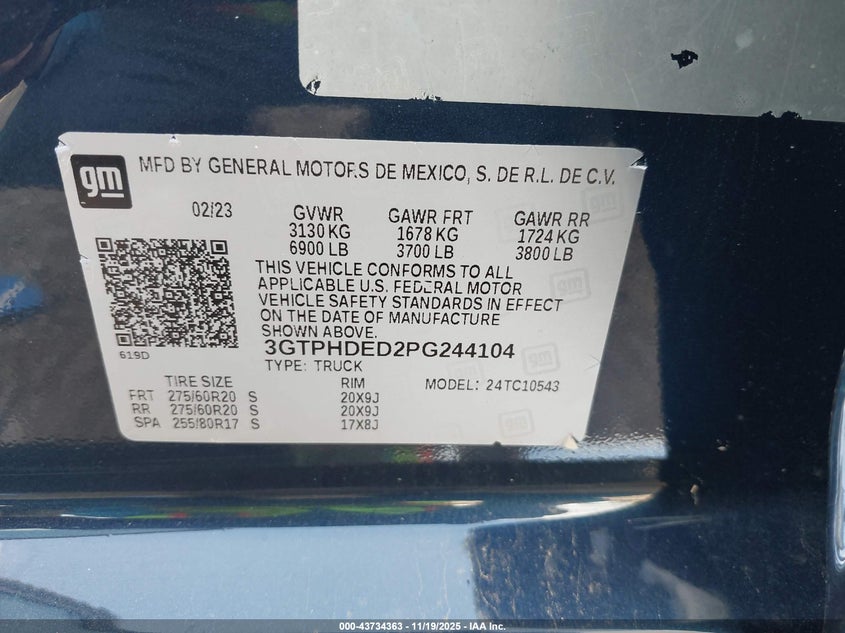 gm
MFD BY GENERAL MOTORS DE MEXICO, S. DE R.L. DE C.V.
02/23 GVWR GAWR FRT GAWR RR
3130 KG 1678 KG 1724 KG
6900 LB 3700 LB 3800 LB
THIS VEHICLE CONFORMS TO ALL
APPLICABLE U.S. FEDERAL MOTOR
VEHICLE SAFETY STANDARDS IN EFFECT
ON THE DATE OF MANUFACTURE
SHOWN ABOVE.
619D
3GTPHDED2PG244104
TYPE: TRUCK
MODEL: 24TC10543
TIRE SIZE RIM
FRT 275/60R20 S 20X9J
RR 275/60R20 S 20X9J
SPA 255/80R17 S 17X8J
000-43734363 - 11/19/2025 - IAA Inc.